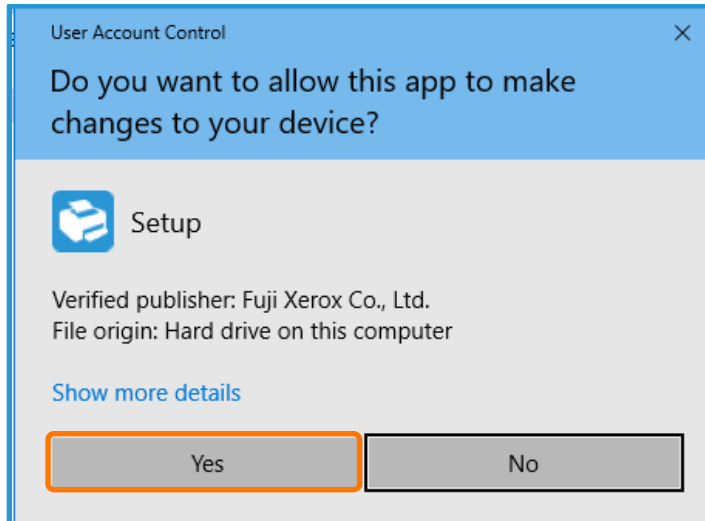 User Account Control
Do you want to allow this app to make
changes to your device?
Setup
Verified publisher: Fuji Xerox Co., Ltd.
File origin: Hard drive on this computer
Show more details
Yes
No